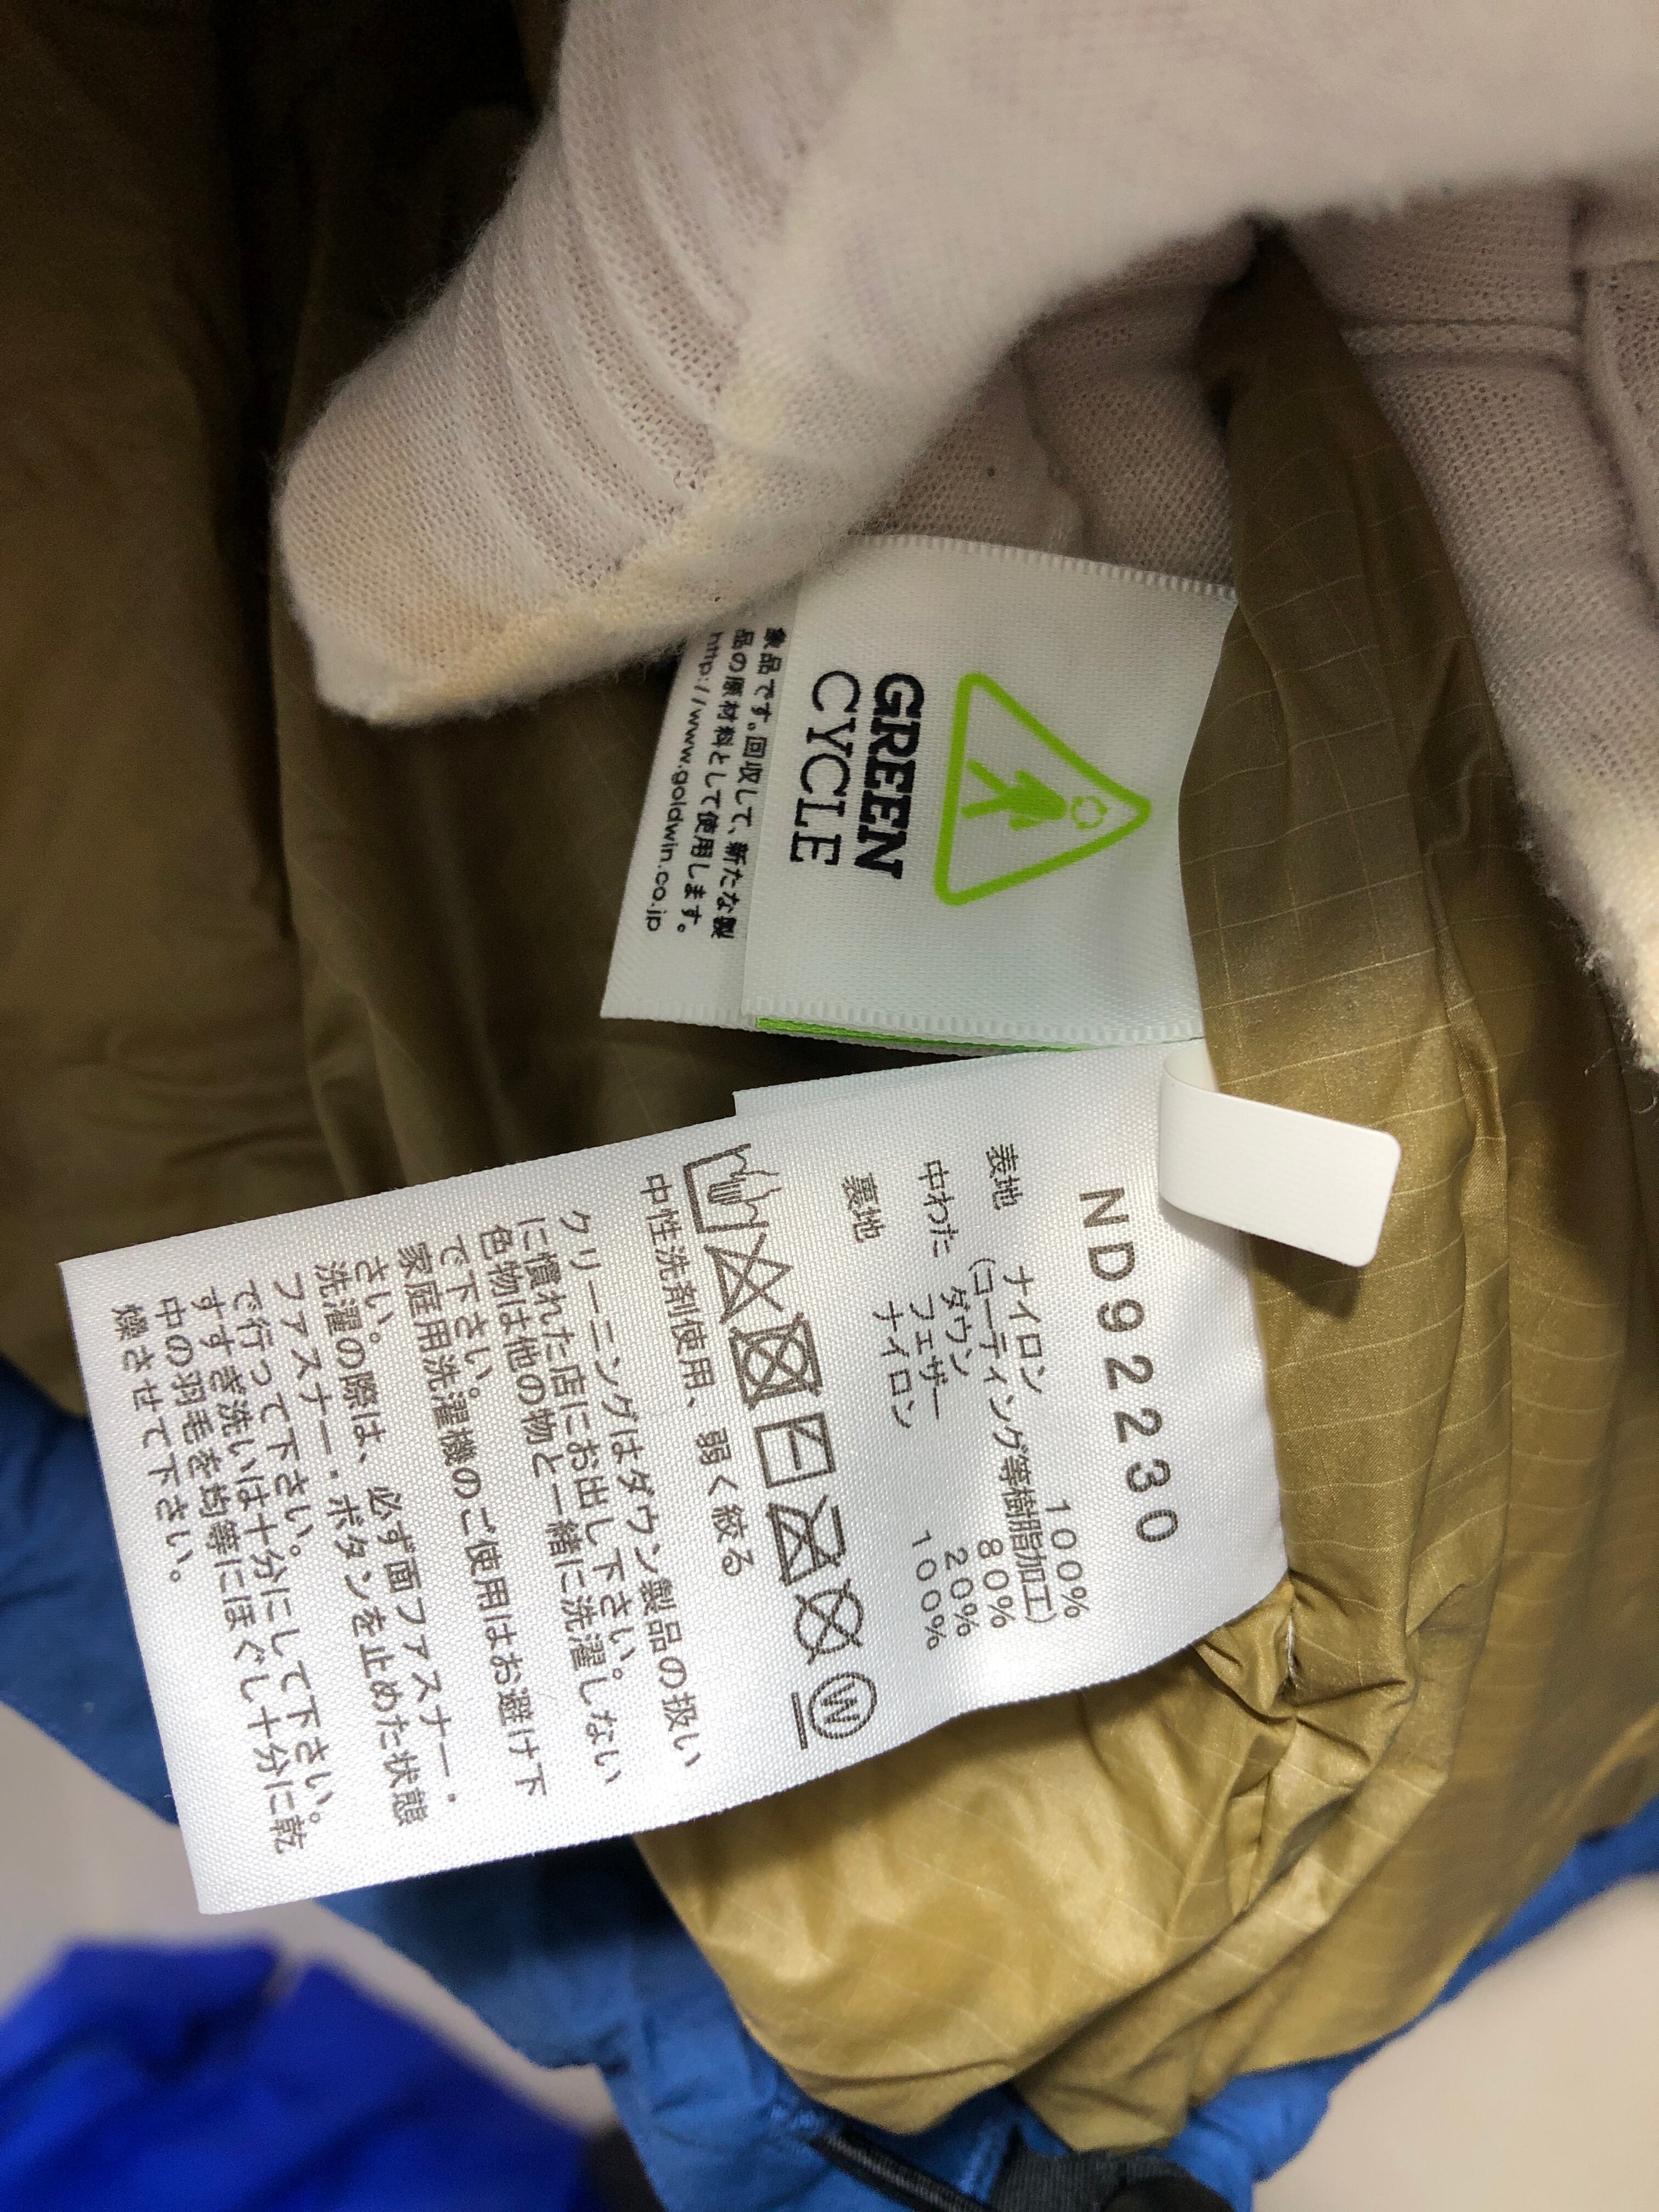 GREEN
CYCLE
象品です。回収して、新たな製
品の原材料として使用します。
http://www.goldwin.co.jp
ND92230
表地 ナイロン 100%
(コーティング等樹脂加工)
中わた ダウン 80%
フェザー 20%
裏地 ナイロン 100%
W
中性洗剤使用、弱く絞る
クリーニングはダウン製品の扱い
に慣れた店にお出し下さい。
色物は他の物と一緒に洗濯しない
で下さい。
家庭用洗濯機のご使用はお避け下
さい。
洗濯の際は、必ず面ファスナー・
ファスナー・ボタンを止めた状態
で行って下さい。
すすぎ洗いは十分にして下さい。
中の羽毛を均等にほぐし十分に乾
燥させて下さい。